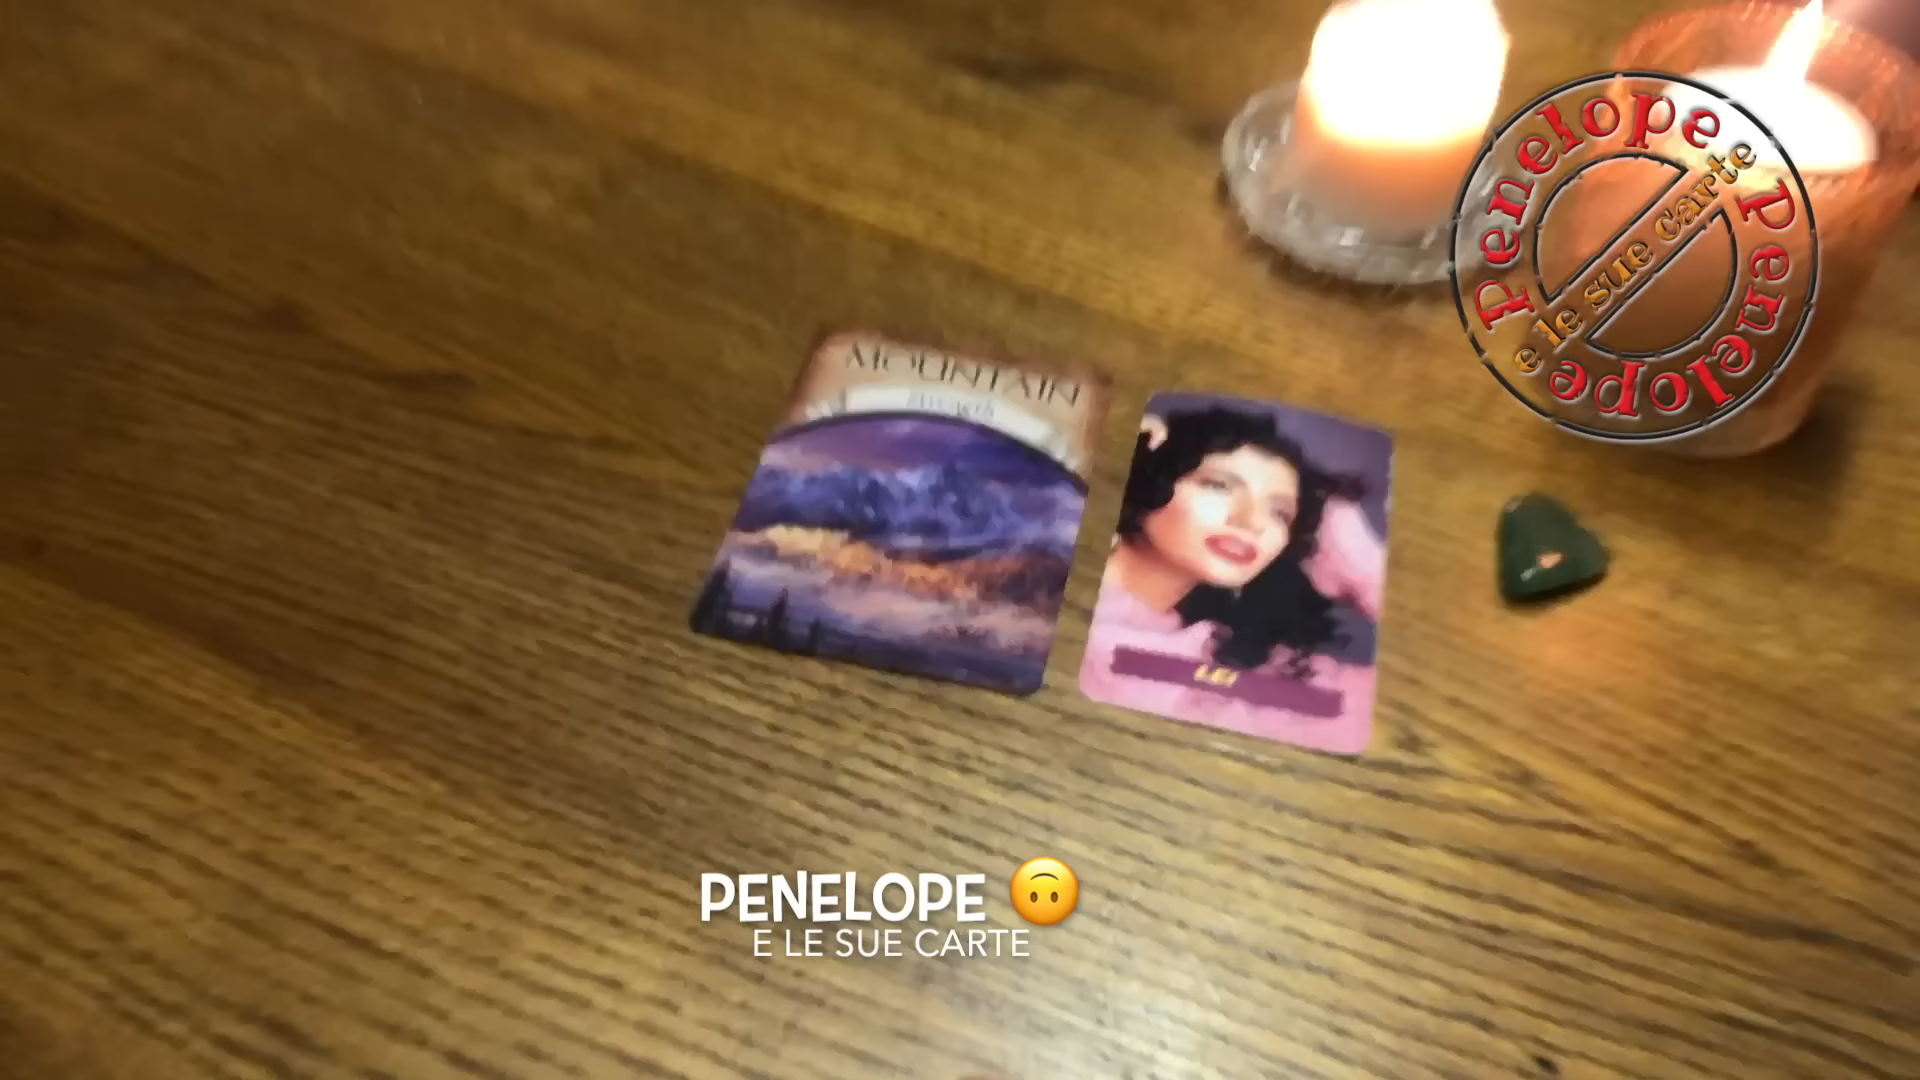 Penelope e Penelope
e le sue carte
MOUNTAIN
LEI
PENELOPE 🙃
E LE SUE CARTE